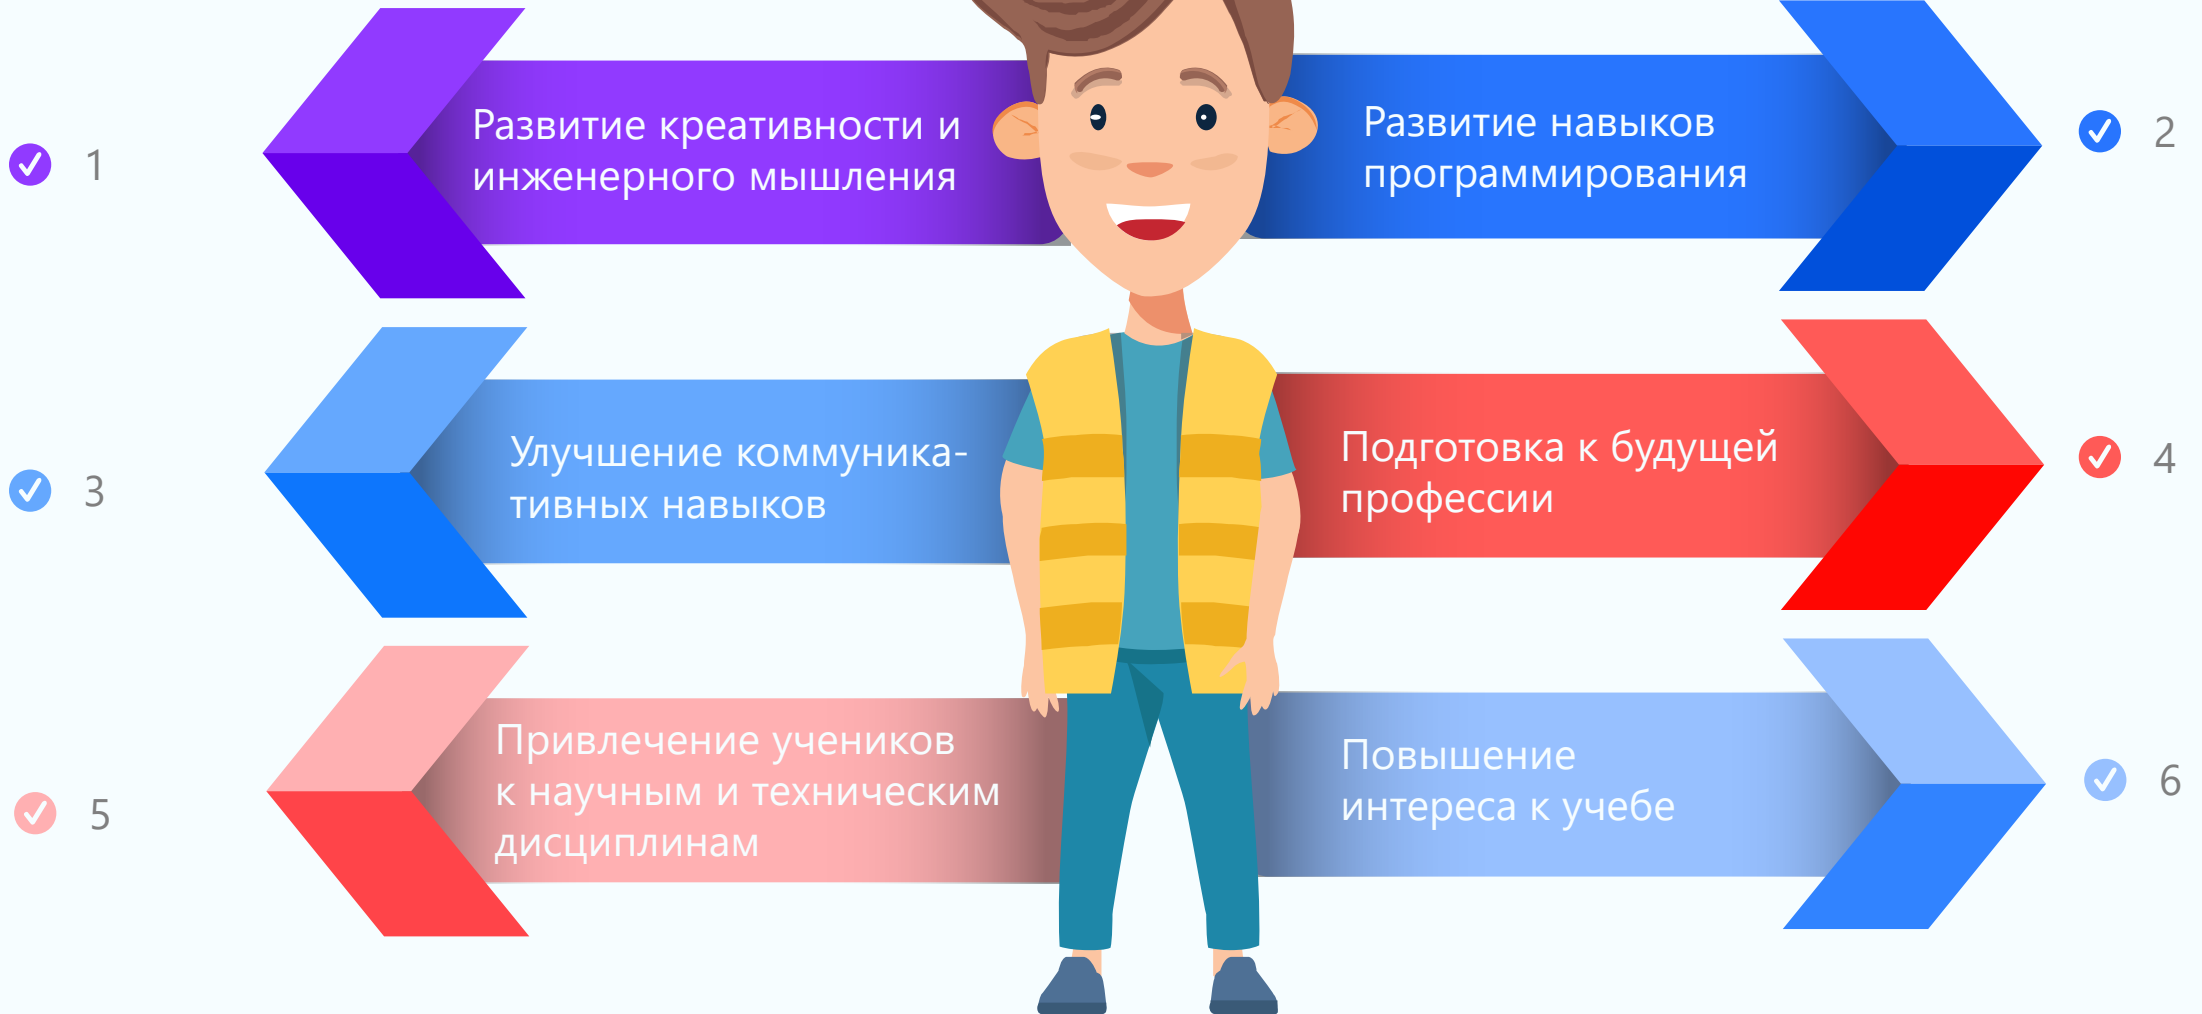 1
Развитие креативности и
инженерного мышления
Развитие навыков
программирования
2
3
Улучшение коммуника-
тивных навыков
Подготовка к будущей
профессии
4
5
Привлечение учеников
к научным и техническим
дисциплинам
Повышение
интереса к учебе
6